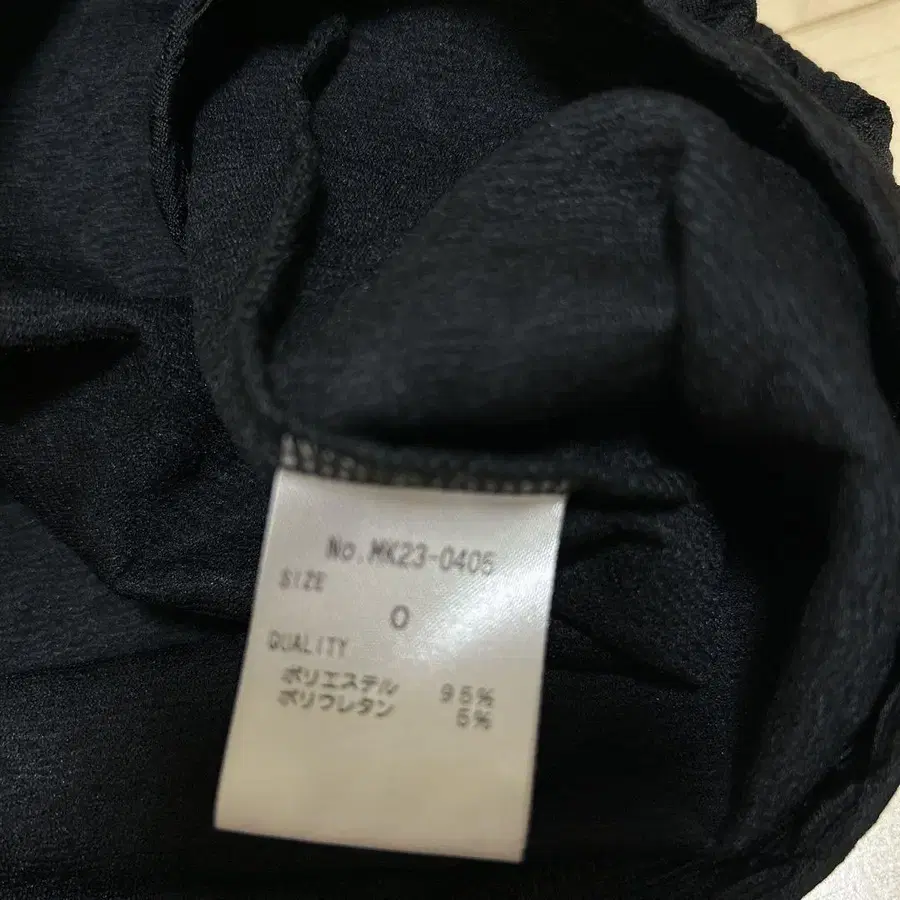 No.MK23-0405
SIZE
0
QUALITY
ポリエステル 95%
ポリウレタン 5%